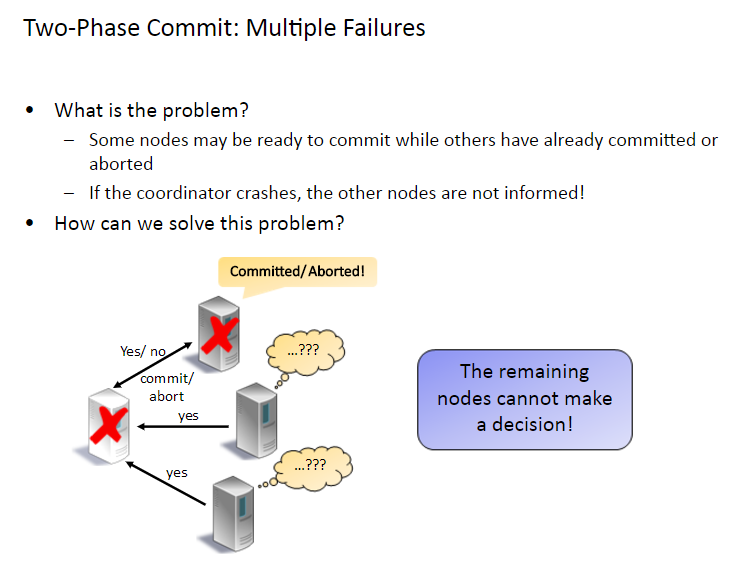 Two-Phase Commit: Multiple Failures
• What is the problem?
– Some nodes may be ready to commit while others have already committed or
aborted
– If the coordinator crashes, the other nodes are not informed!
• How can we solve this problem?
Committed/Aborted!
Yes/ no
commit/
abort
yes
...???
yes
...???
The remaining
nodes cannot make
a decision!